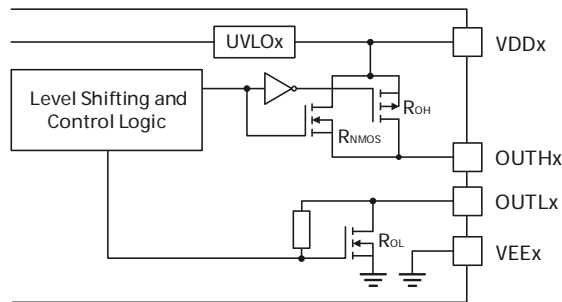 UVLOx
VDDx
Level Shifting and
Control Logic
ROH
RNMOS
OUTHx
OUTLx
ROL
VEEx